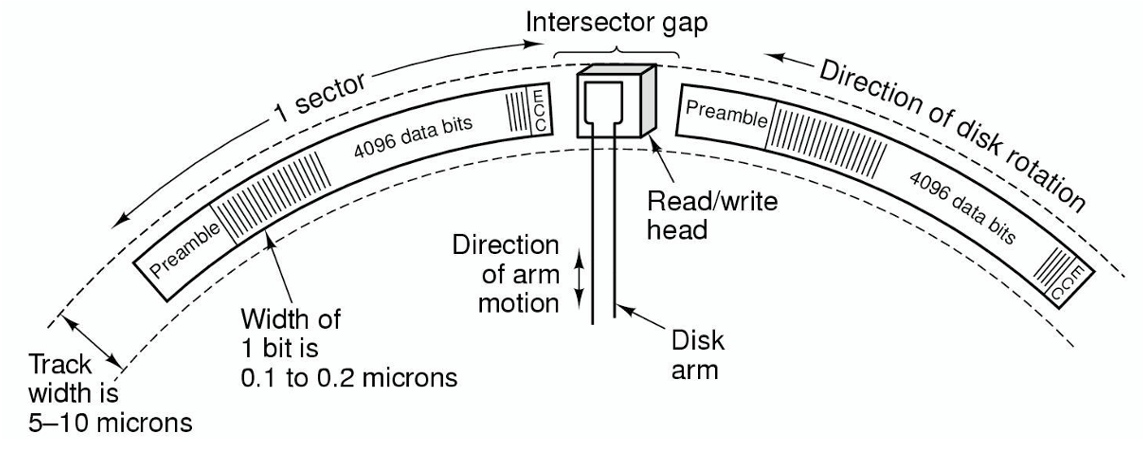 Intersector gap
1 sector
Direction of disk rotation
Preamble
4096 data bits
E
C
C
Preamble
4096 data bits
E
C
C
Read/write
head
Direction
of arm
motion
Width of
1 bit is
0.1 to 0.2 microns
Disk
arm
Track
width is
5–10 microns